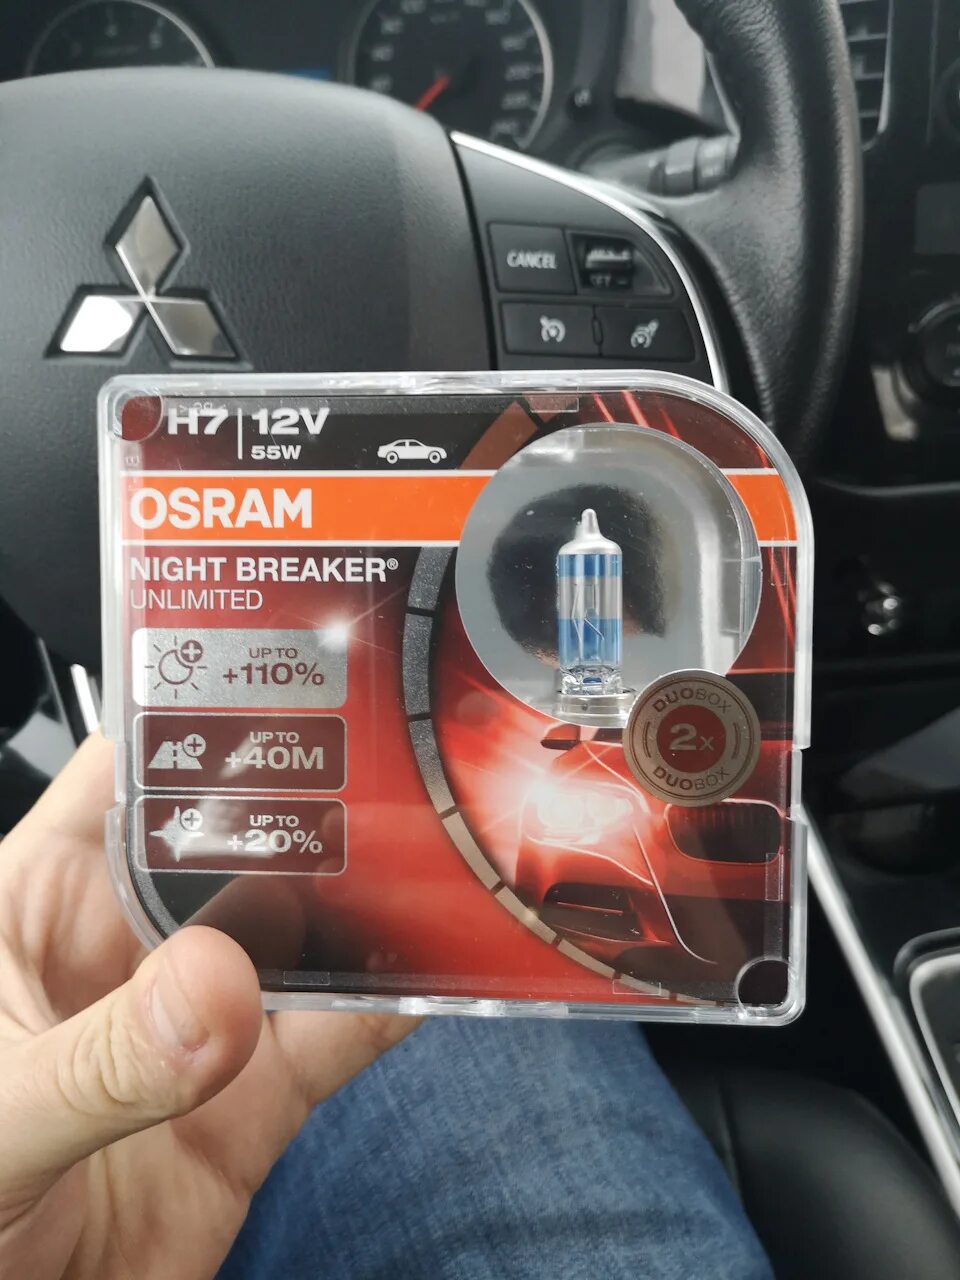 CANCEL
H7 12V
55W
OSRAM
NIGHT BREAKER®
UNLIMITED
UP TO
+110%
UP TO
+40M
UP TO
+20%
DUOBOX
2x
DUOBOX